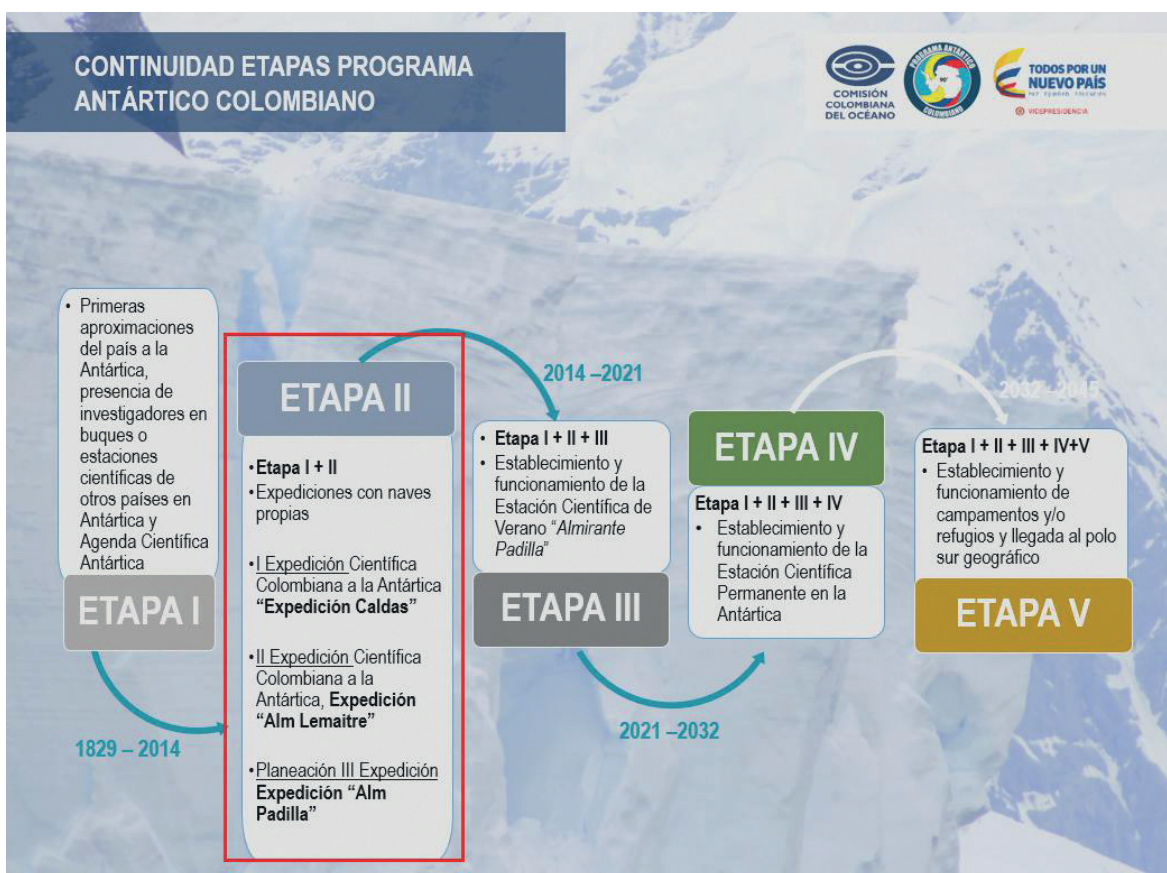 CONTINUIDAD ETAPAS PROGRAMA
ANTÁRTICO COLOMBIANO
COMISIÓN
COLOMBIANA
DEL OCÉANO
PROGRAMA ANTÁRTICO
COLOMBIANO
TODOS POR UN
NUEVO PAÍS
PAZ EQUIDAD EDUCACIÓN
VICEPRESIDENCIA
• Primeras
aproximaciones
del país a la
Antártica,
presencia de
investigadores en
buques o
estaciones
científicas de
otros países en
Antártica y
Agenda Científica
Antártica
ETAPA I
1829 – 2014
ETAPA II
•Etapa I + II
•Expediciones con naves
propias
•I Expedición Científica
Colombiana a la Antártica
“Expedición Caldas”
•II Expedición Científica
Colombiana a la
Antártica, Expedición
“Alm Lemaitre”
•Planeación III Expedición
Expedición “Alm
Padilla”
2014 –2021
• Etapa I + II + III
• Establecimiento y
funcionamiento de la
Estación Científica de
Verano “Almirante
Padilla”
ETAPA III
2021 –2032
ETAPA IV
Etapa I + II + III + IV
• Establecimiento y
funcionamiento de la
Estación Científica
Permanente en la
Antártica
2032 –2045
Etapa I + II + III + IV+V
• Establecimiento y
funcionamiento de
campamentos y/o
refugios y llegada al polo
sur geográfico
ETAPA V